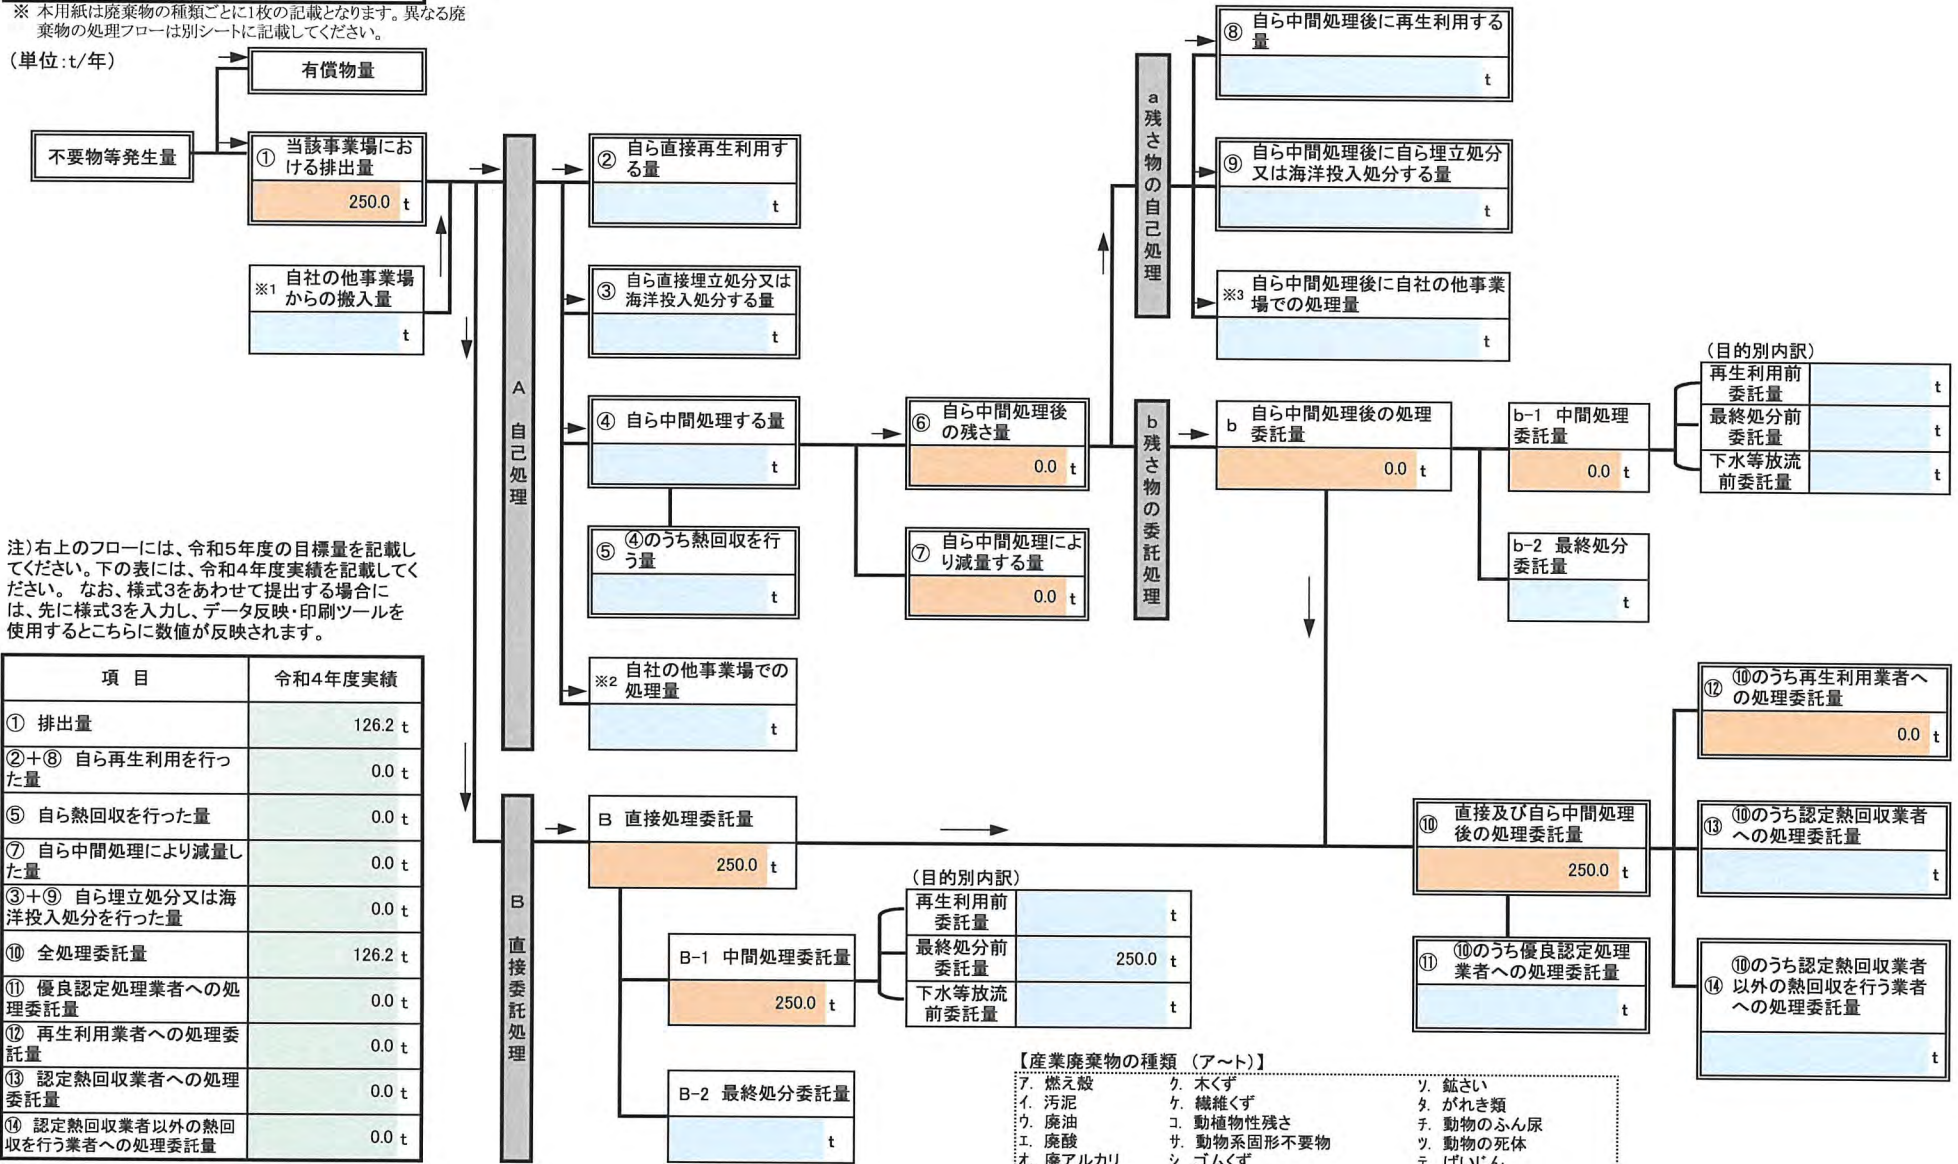 ※ 本用紙は廃棄物の種類ごとに1枚の記載となります。異なる廃
棄物の処理フローは別シートに記載してください。
(単位:t/年)
有償物量
不要物等発生量
① 当該事業場にお
ける排出量
250.0 t
※1 自社の他事業場
からの搬入量
t
A 自己処理
② 自ら直接再生利用す
る量
t
③ 自ら直接埋立処分又は
海洋投入処分する量
t
④ 自ら中間処理する量
t
⑤ ④のうち熱回収を行
う量
t
※2 自社の他事業場での
処理量
t
⑥ 自ら中間処理後
の残さ量
0.0 t
⑦ 自ら中間処理によ
り減量する量
0.0 t
a 残さ物の自己処理
⑧ 自ら中間処理後に再生利用する
量
t
⑨ 自ら中間処理後に自ら埋立処分
又は海洋投入処分する量
t
※3 自ら中間処理後に自社の他事業
場での処理量
t
b 残さ物の委託処理
b 自ら中間処理後の処理
委託量
0.0 t
b-1 中間処理
委託量
0.0 t
(目的別内訳)
再生利用前
委託量
t
最終処分前
委託量
t
下水等放流
前委託量
t
b-2 最終処分
委託量
t
注)右上のフローには、令和5年度の目標量を記載し
てください。下の表には、令和4年度実績を記載してく
ださい。 なお、様式3をあわせて提出する場合に
は、先に様式3を入力し、データ反映・印刷ツールを
使用するとこちらに数値が反映されます。
項 目 令和4年度実績
① 排出量 126.2 t
②+⑧ 自ら再生利用を行っ
た量
0.0 t
⑤ 自ら熱回収を行った量 0.0 t
⑦ 自ら中間処理により減量し
た量
0.0 t
③+⑨ 自ら埋立処分又は海
洋投入処分を行った量
0.0 t
⑩ 全処理委託量 126.2 t
⑪ 優良認定処理業者への処
理委託量
0.0 t
⑫ 再生利用業者への処理委
託量
0.0 t
⑬ 認定熱回収業者への処理
委託量
0.0 t
⑭ 認定熱回収業者以外の熱回
収を行う業者への処理委託量
0.0 t
B 直接委託処理
B 直接処理委託量
250.0 t
B-1 中間処理委託量
250.0 t
(目的別内訳)
再生利用前
委託量
t
最終処分前
委託量
250.0 t
下水等放流
前委託量
t
B-2 最終処分委託量
t
⑩ 直接及び自ら中間処理
後の処理委託量
250.0 t
⑪ ⑩のうち優良認定処理
業者への処理委託量
t
⑫ ⑩のうち再生利用業者へ
の処理委託量
0.0 t
⑬ ⑩のうち認定熱回収業者
への処理委託量
t
⑭ ⑩のうち認定熱回収業者
以外の熱回収を行う業者
への処理委託量
t
【産業廃棄物の種類 (ア~ト)】
ア. 燃え殻 ク. 木くず ソ. 鉱さい
イ. 汚泥 ケ. 繊維くず タ. がれき類
ウ. 廃油 コ. 動植物性残さ チ. 動物のふん尿
エ. 廃酸 サ. 動物系固形不要物 ツ. 動物の死体
オ. 廃アルカリ シ. ゴムくず テ. ばいじん